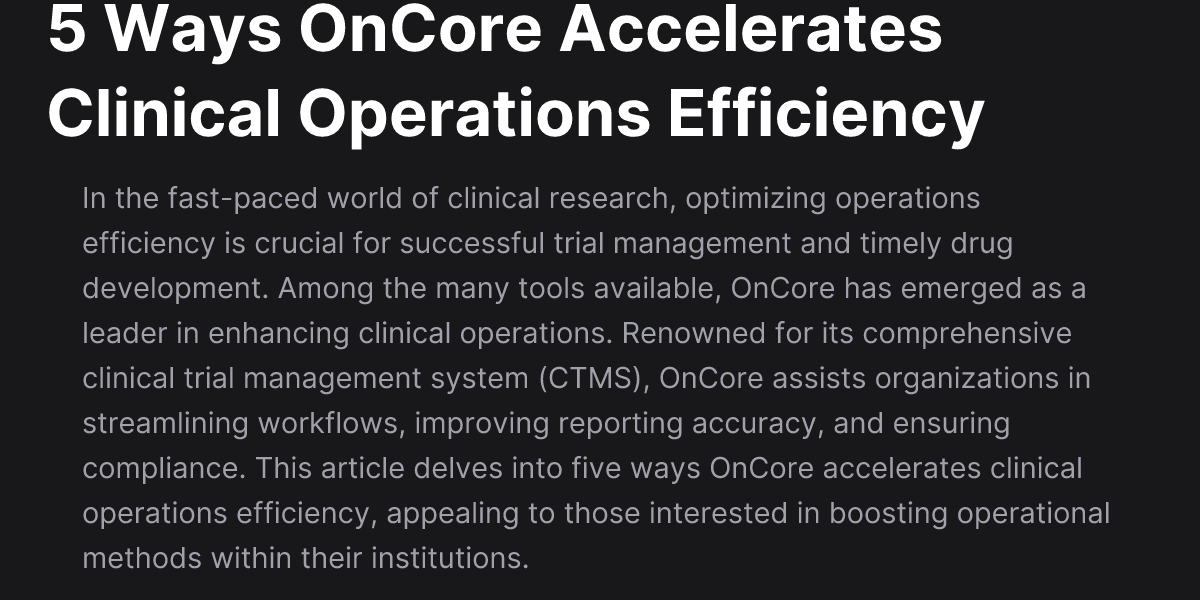 5 Ways OnCore Accelerates
Clinical Operations Efficiency
In the fast-paced world of clinical research, optimizing operations
efficiency is crucial for successful trial management and timely drug
development. Among the many tools available, OnCore has emerged as a
leader in enhancing clinical operations. Renowned for its comprehensive
clinical trial management system (CTMS), OnCore assists organizations in
streamlining workflows, improving reporting accuracy, and ensuring
compliance. This article delves into five ways OnCore accelerates clinical
operations efficiency, appealing to those interested in boosting operational
methods within their institutions.